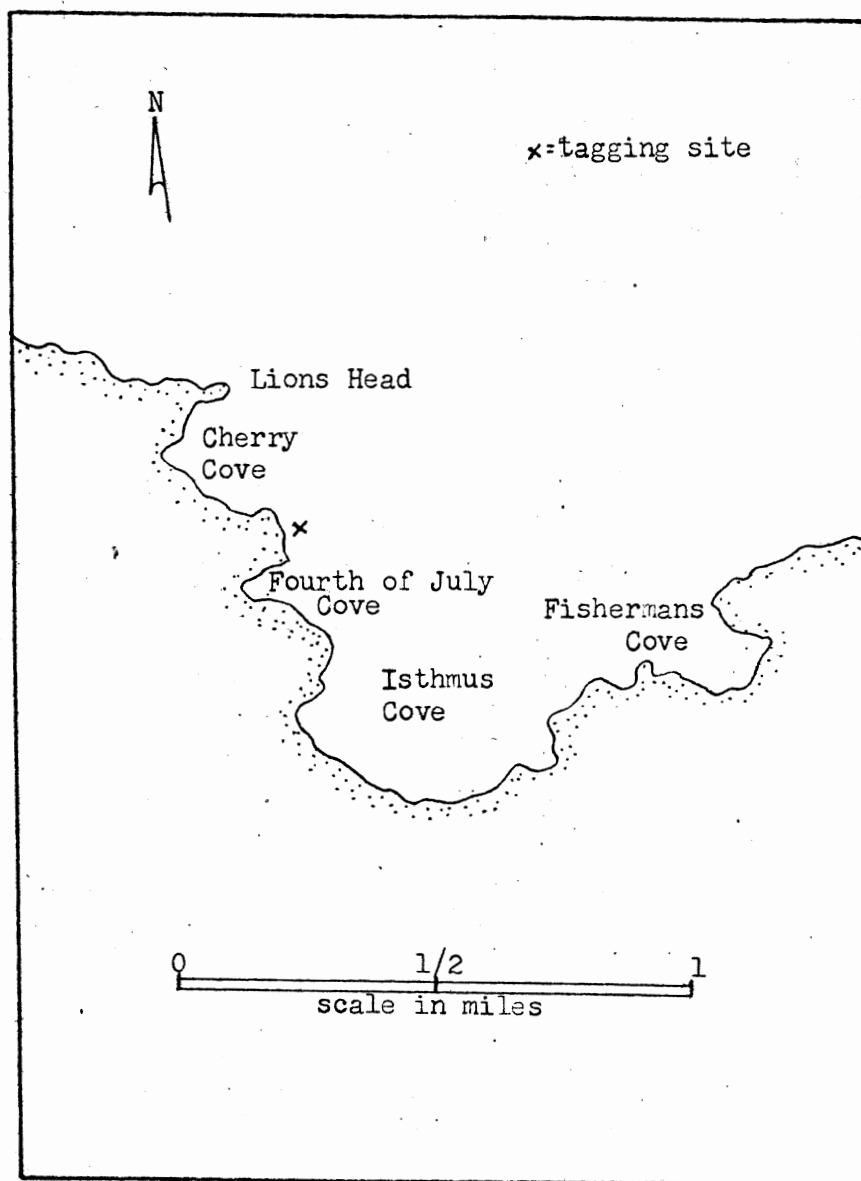 N
x=tagging site
Lions Head
Cherry
Cove
x
Fourth of July
Cove
Fishermans
Cove
Isthmus
Cove
0 1/2 1
scale in miles